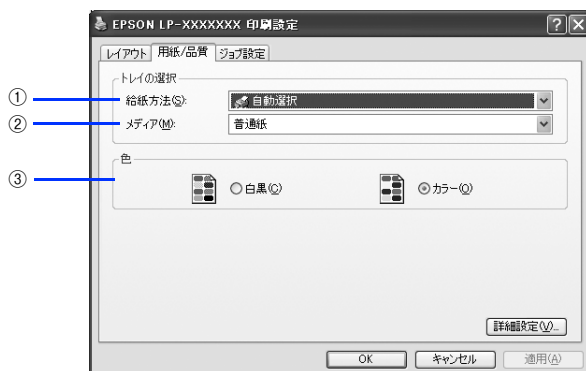 EPSON LP-XXXXXXX 印刷設定
レイアウト 用紙/品質 ジョブ設定
トレイの選択
① 給紙方法(S): 自動選択
② メディア(M): 普通紙
③ 色
白黒(C) カラー(O)
詳細設定(V)...
OK キャンセル 適用(A)